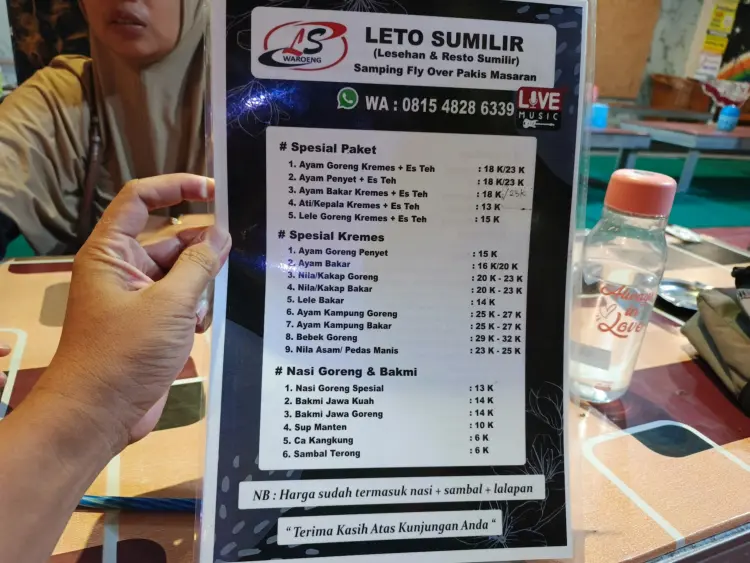 LS
WAROENG
LETO SUMILIR
(Lesehan & Resto Sumilir)
Samping Fly Over Pakis Masaran
WA : 0815 4828 6339
LIVE
MUSIC
# Spesial Paket
1. Ayam Goreng Kremes + Es Teh : 18 K/23 K
2. Ayam Penyet + Es Teh : 18 K/23 K
3. Ayam Bakar Kremes + Es Teh : 18 K/23K
4. Ati/Kepala Kremes + Es Teh : 13 K
5. Lele Goreng Kremes + Es Teh : 15 K
# Spesial Kremes
1. Ayam Goreng Penyet : 15 K
2. Ayam Bakar : 16 K/20 K
3. Nila/Kakap Goreng : 20 K - 23 K
4. Nila/Kakap Bakar : 20 K - 23 K
5. Lele Bakar : 14 K
6. Ayam Kampung Goreng : 25 K - 27 K
7. Ayam Kampung Bakar : 25 K - 27 K
8. Bebek Goreng : 29 K - 32 K
9. Nila Asam/ Pedas Manis : 23 K - 25 K
# Nasi Goreng & Bakmi
1. Nasi Goreng Spesial : 13 K
2. Bakmi Jawa Kuah : 14 K
3. Bakmi Jawa Goreng : 14 K
4. Sup Manten : 10 K
5. Ca Kangkung : 6 K
6. Sambal Terong : 6 K
NB : Harga sudah termasuk nasi + sambal + lalapan
“ Terima Kasih Atas Kunjungan Anda “
Always
in
Love